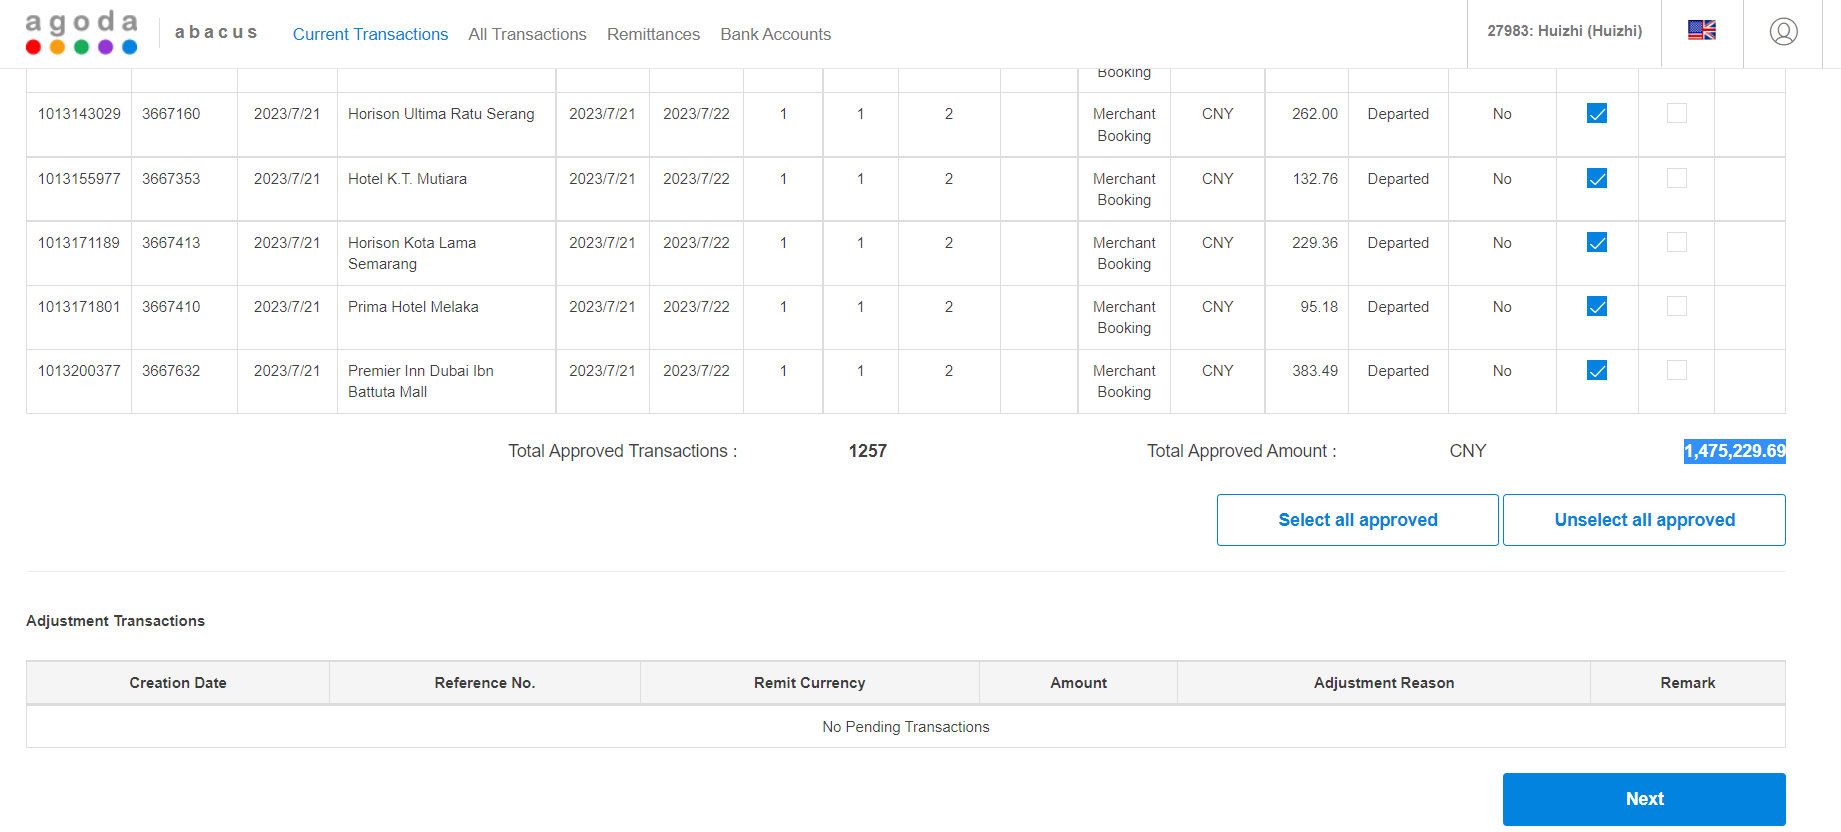 agoda
abacus Current Transactions All Transactions Remittances Bank Accounts 27983: Huizhi (Huizhi)
Booking
1013143029 3667160 2023/7/21 Horison Ultima Ratu Serang 2023/7/21 2023/7/22 1 1 2 Merchant CNY 262.00 Departed No
Booking
1013155977 3667353 2023/7/21 Hotel K.T. Mutiara 2023/7/21 2023/7/22 1 1 2 Merchant CNY 132.76 Departed No
Booking
1013171189 3667413 2023/7/21 Horison Kota Lama 2023/7/21 2023/7/22 1 1 2 Merchant CNY 229.36 Departed No
Semarang Booking
1013171801 3667410 2023/7/21 Prima Hotel Melaka 2023/7/21 2023/7/22 1 1 2 Merchant CNY 95.18 Departed No
Booking
1013200377 3667632 2023/7/21 Premier Inn Dubai Ibn 2023/7/21 2023/7/22 1 1 2 Merchant CNY 383.49 Departed No
Battuta Mall Booking
Total Approved Transactions : 1257 Total Approved Amount : CNY 1,475,229.69
Select all approved Unselect all approved
Adjustment Transactions
Creation Date Reference No. Remit Currency Amount Adjustment Reason Remark
No Pending Transactions
Next